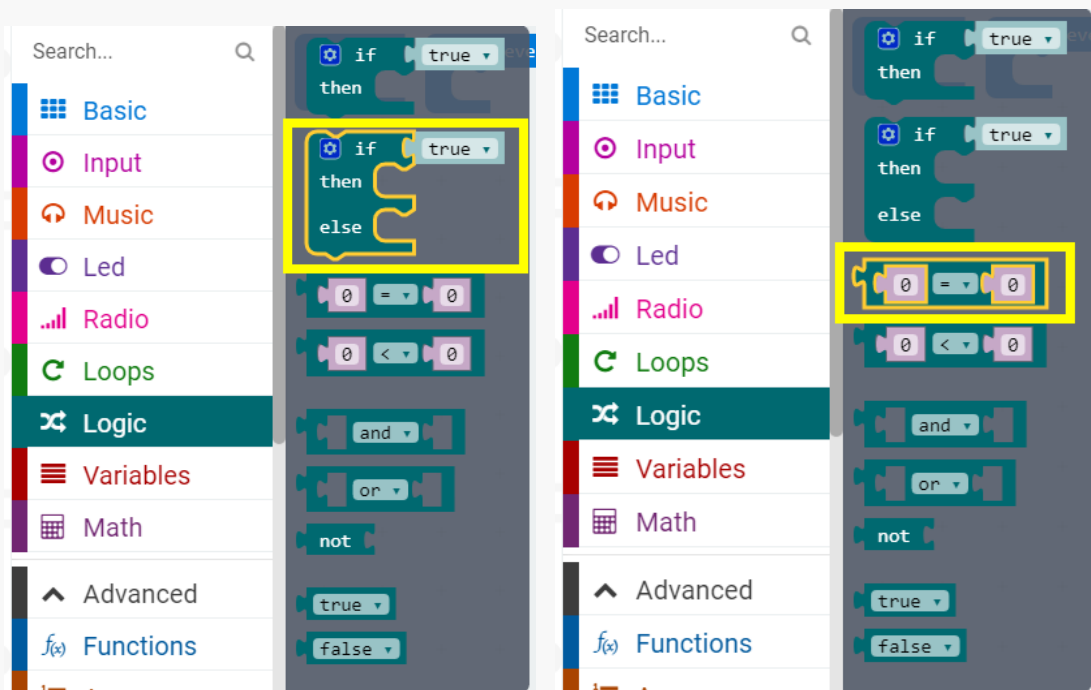 Search...
Basic
Input
Music
Led
Radio
Loops
Logic
Variables
Math
Advanced
f(x) Functions
if true
then
if true
then
else
0 = 0
0 < 0
and
or
not
true
false
Search...
Basic
Input
Music
Led
Radio
Loops
Logic
Variables
Math
Advanced
f(x) Functions
if true
then
if true
then
else
0 = 0
0 < 0
and
or
not
true
false